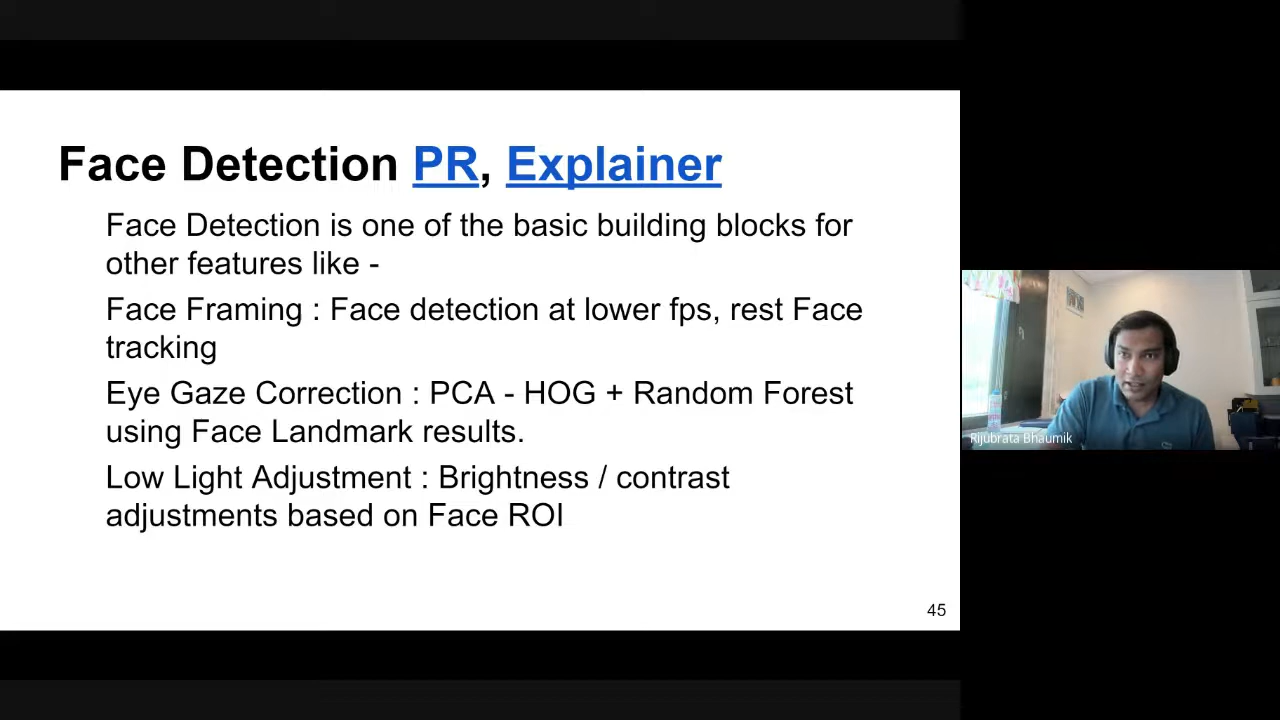 Face Detection PR, Explainer
Face Detection is one of the basic building blocks for
other features like -
Face Framing : Face detection at lower fps, rest Face
tracking
Eye Gaze Correction : PCA - HOG + Random Forest
using Face Landmark results.
Low Light Adjustment : Brightness / contrast
adjustments based on Face ROI
45
Rijubrata Bhaumik